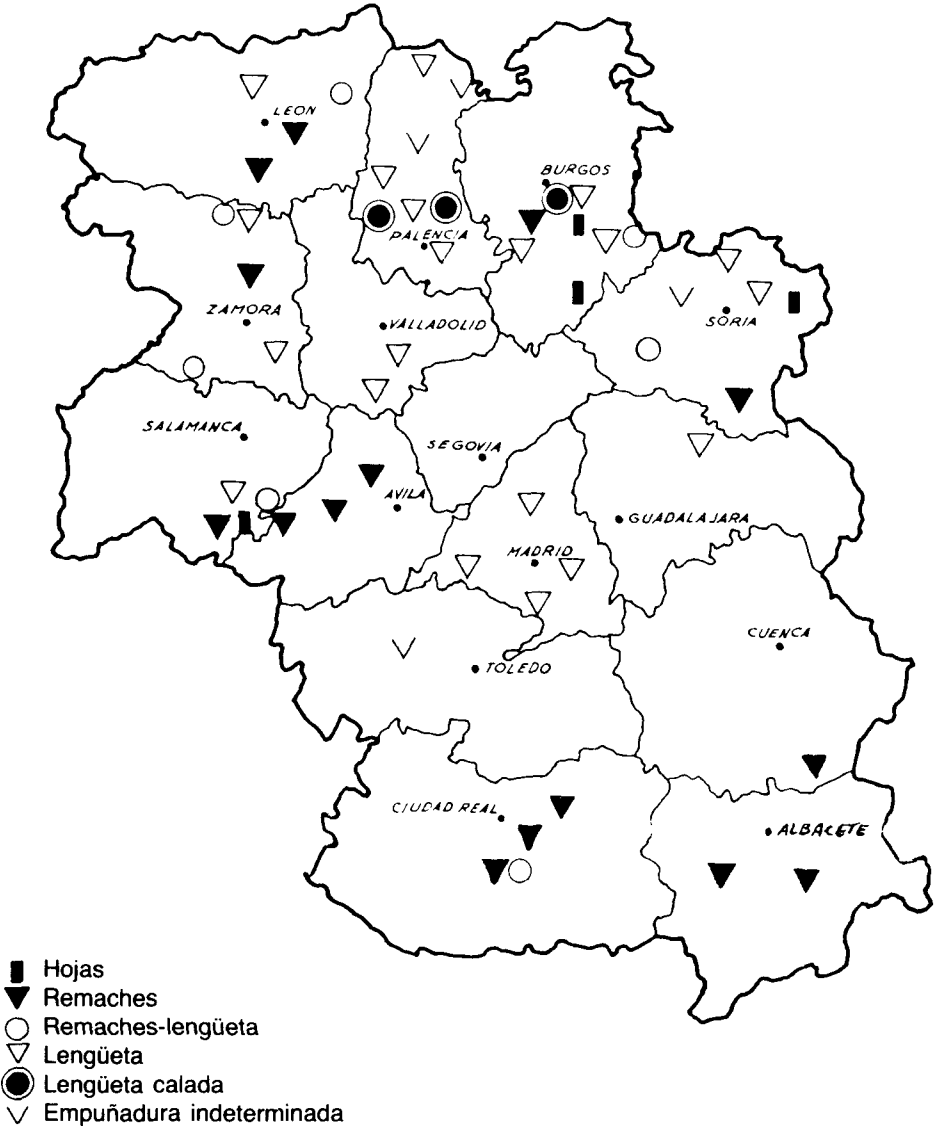 LEON
BURGOS
PALENCIA
ZAMORA
VALLADOLID
SORIA
SALAMANCA
SEGOVIA
AVILA
GUADALAJARA
MADRID
CUENCA
TOLEDO
CIUDAD REAL
ALBACETE
Hojas
Remaches
Remaches-lengüeta
Lengüeta
Lengüeta calada
Empuñadura indeterminada